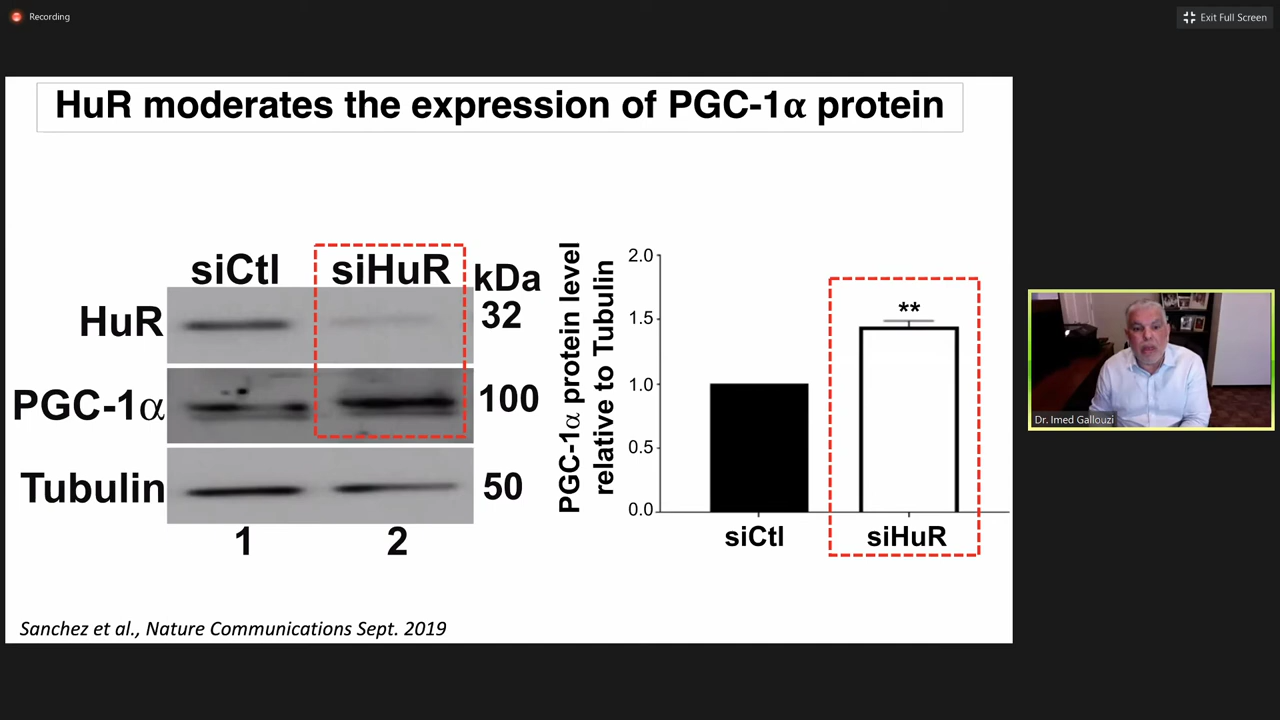 Recording
Exit Full Screen
HuR moderates the expression of PGC-1α protein
siCtl siHuR kDa
HuR 32
PGC-1α 100
Tubulin 50
1 2
PGC-1α protein level
relative to Tubulin
2.0
1.5
1.0
0.5
0.0
**
siCtl siHuR
Sanchez et al., Nature Communications Sept. 2019
Dr. Imed Gallouzi